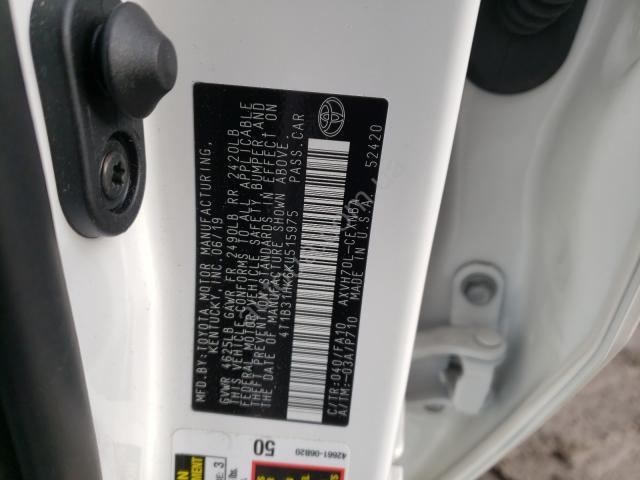 MFD.BY:TOYOTA MOTOR MANUFACTURING,
KENTUCKY, INC. 06/19
GVWR 4625LB GAWR FR 2490LB RR 2420LB
THIS VEHICLE CONFORMS TO ALL APPLICABLE
FEDERAL MOTOR VEHICLE SAFETY, BUMPER, AND
THEFT PREVENTION STANDARDS IN EFFECT ON
THE DATE OF MANUFACTURE SHOWN ABOVE.
4T1B31HK6KU515975 PASS.CAR
C/TR:040/FA10 AXVH70L-CEXNBA
A/TM:-03A/P710 MADE IN U.S.A. 52420
42661-06B20
50